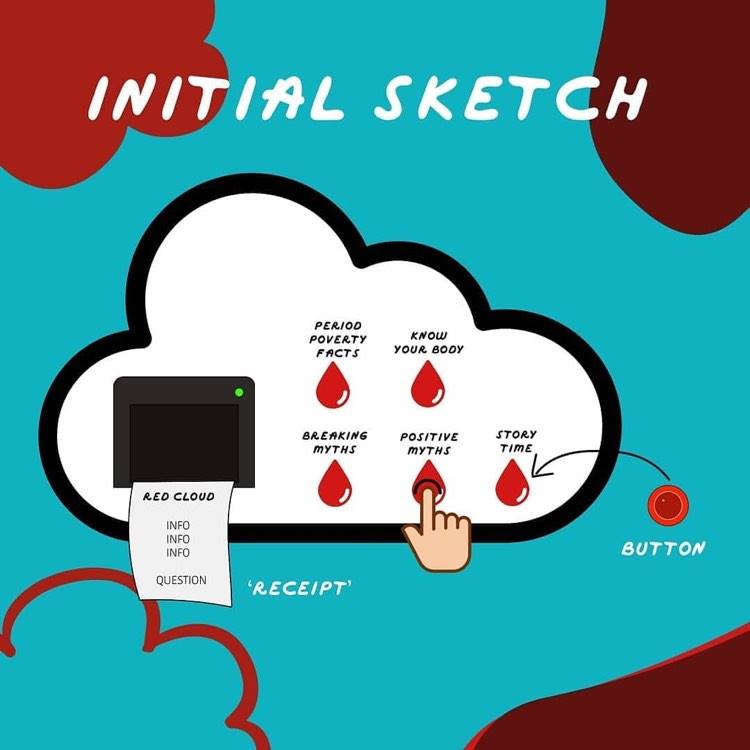 INITIAL SKETCH
PERIOD
POVERTY
FACTS
KNOW
YOUR BODY
BREAKING
MYTHS
POSITIVE
MYTHS
STORY
TIME
RED CLOUD
INFO
INFO
INFO
QUESTION
'RECEIPT'
BUTTON